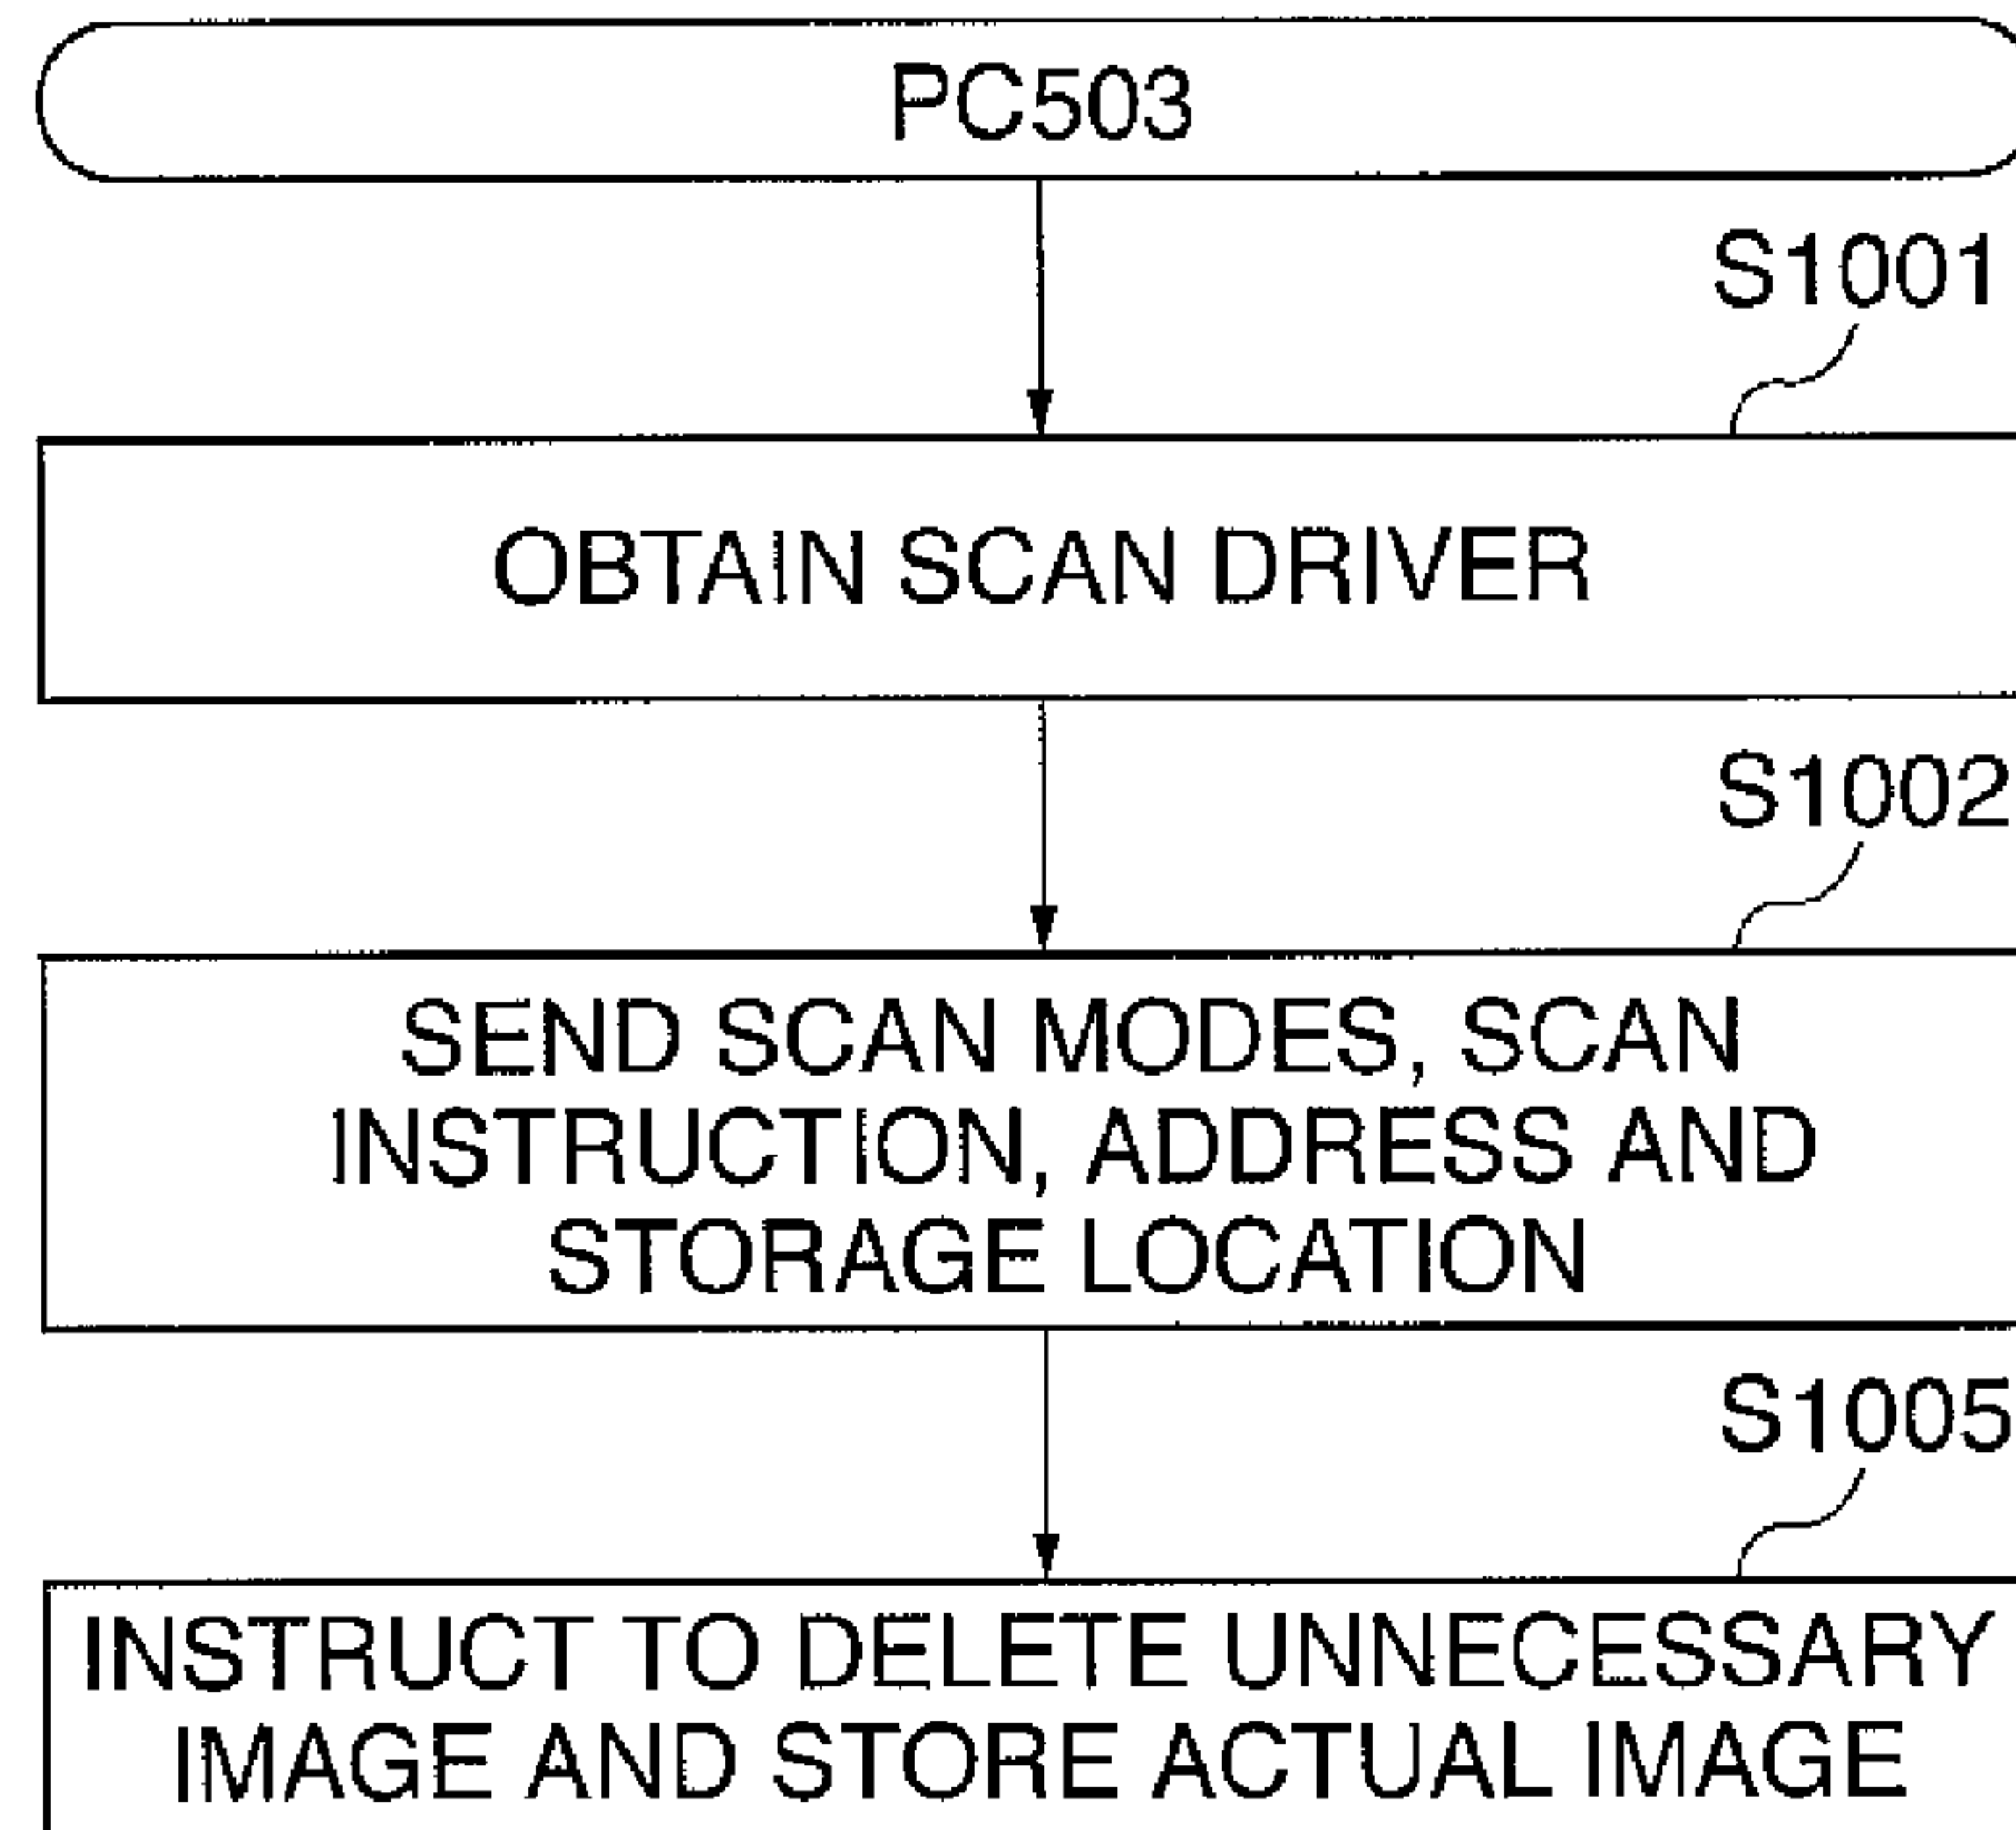 PC503
S1001
OBTAIN SCAN DRIVER
S1002
SEND SCAN MODES, SCAN
INSTRUCTION, ADDRESS AND
STORAGE LOCATION
S1005
INSTRUCT TO DELETE UNNECESSARY
IMAGE AND STORE ACTUAL IMAGE